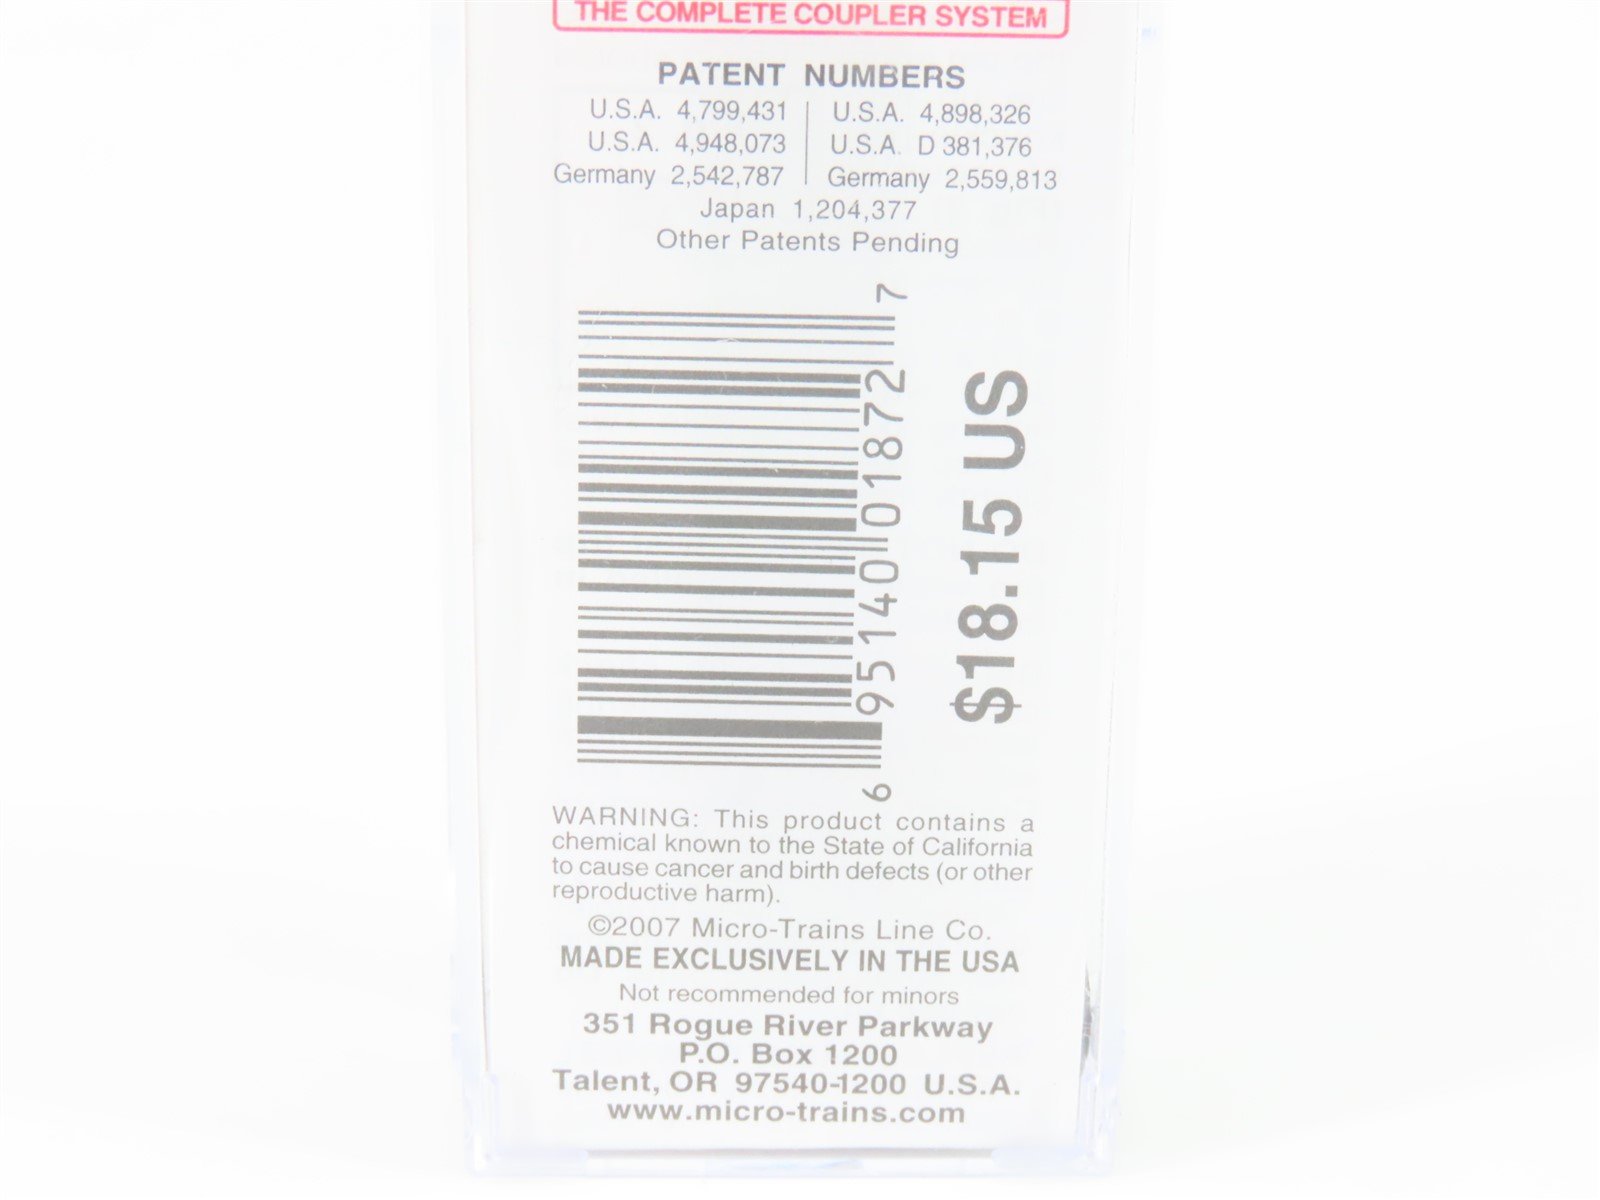 THE COMPLETE COUPLER SYSTEM
PATENT NUMBERS
U.S.A. 4,799,431 | U.S.A. 4,898,326
U.S.A. 4,948,073 | U.S.A. D 381,376
Germany 2,542,787 | Germany 2,559,813
Japan 1,204,377
Other Patents Pending
6 95140 01872 7
$18.15 US
WARNING: This product contains a
chemical known to the State of California
to cause cancer and birth defects (or other
reproductive harm).
©2007 Micro-Trains Line Co.
MADE EXCLUSIVELY IN THE USA
Not recommended for minors
351 Rogue River Parkway
P.O. Box 1200
Talent, OR 97540-1200 U.S.A.
www.micro-trains.com